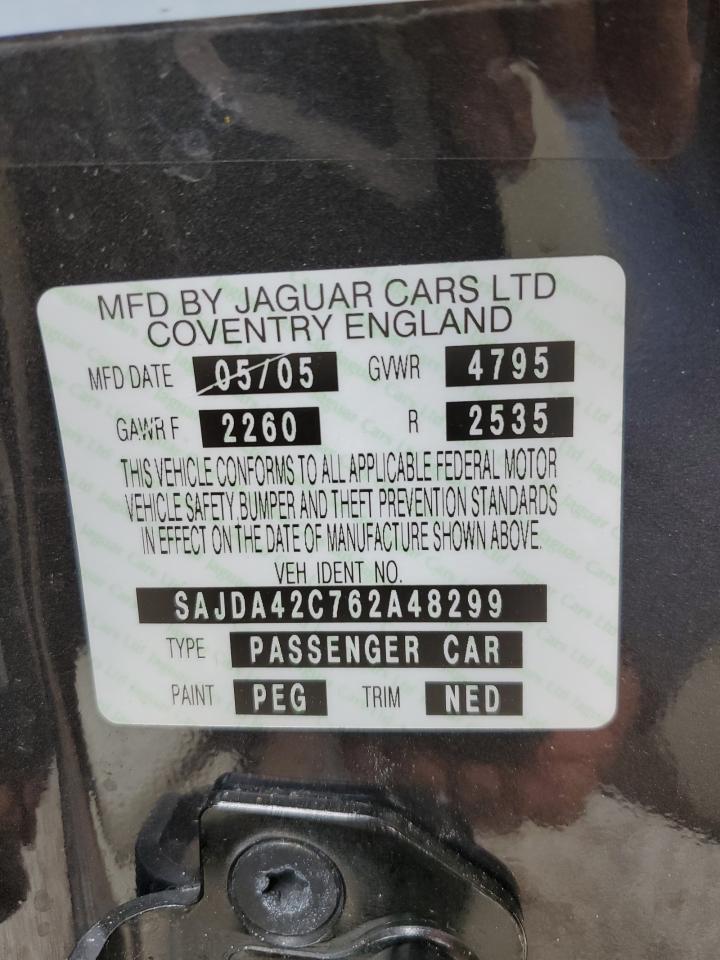 MFD BY JAGUAR CARS LTD
COVENTRY ENGLAND
MFD DATE 05/05 GVWR 4795
GAWR F 2260 R 2535
THIS VEHICLE CONFORMS TO ALL APPLICABLE FEDERAL MOTOR
VEHICLE SAFETY, BUMPER AND THEFT PREVENTION STANDARDS
IN EFFECT ON THE DATE OF MANUFACTURE SHOWN ABOVE.
VEH IDENT NO.
SAJDA42C762A48299
TYPE PASSENGER CAR
PAINT PEG TRIM NED